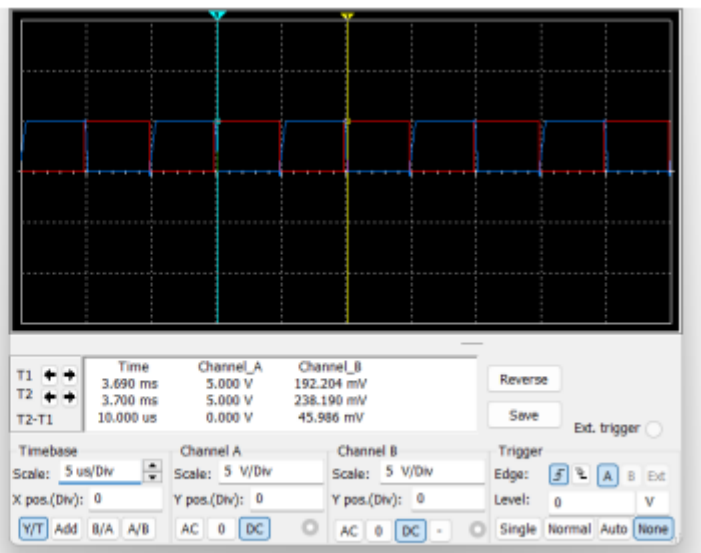 Time Channel_A Channel_B
T1 3.690 ms 5.000 V 192.204 mV
T2 3.700 ms 5.000 V 238.190 mV
T2-T1 10.000 us 0.000 V 45.986 mV
Reverse
Save
Ext. trigger
Timebase
Scale: 5 us/Div
X pos.(Div): 0
Y/T Add B/A A/B
Channel A
Scale: 5 V/Div
Y pos.(Div): 0
AC 0 DC
Channel B
Scale: 5 V/Div
Y pos.(Div): 0
AC 0 DC -
Trigger
Edge: A B Ext
Level: 0 V
Single Normal Auto None